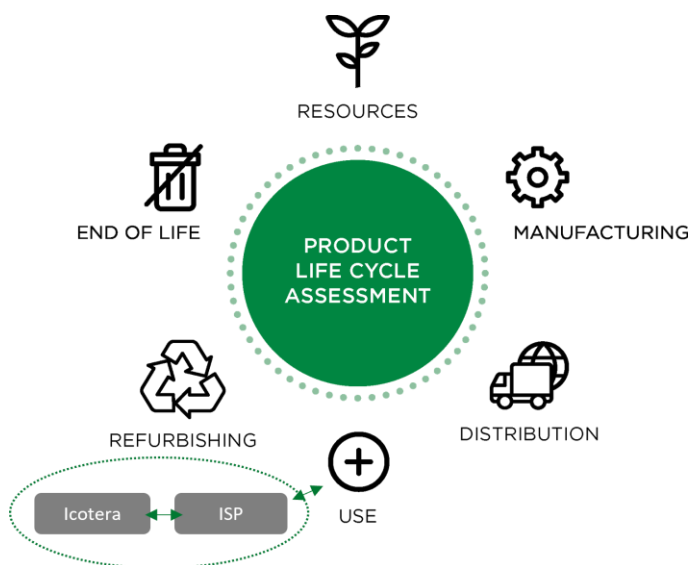 RESOURCES
END OF LIFE
MANUFACTURING
PRODUCT
LIFE CYCLE
ASSESSMENT
REFURBISHING
DISTRIBUTION
Icotera
ISP
USE